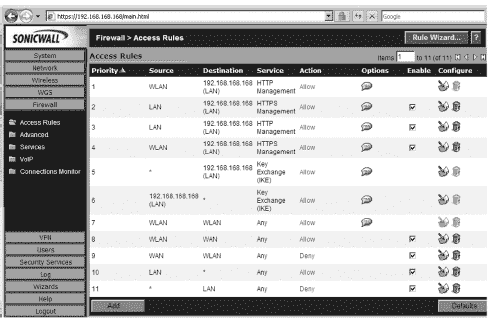 https://192.168.168.168/main.html
Google
SONICWALL
Firewall > Access Rules
Rule Wizard...
?
System
Network
Wireless
WGS
Firewall
Access Rules
Advanced
Services
VoIP
Connections Monitor
VPN
Users
Security Services
Log
Wizards
Help
Logout
Access Rules
Items 1 to 11 (of 11)
Priority Source Destination Service Action Options Enable Configure
1 WLAN 192.168.168.168 (LAN) HTTP Management Allow
2 LAN 192.168.168.168 (LAN) HTTPS Management Allow
3 LAN 192.168.168.168 (LAN) HTTP Management Allow
4 WLAN 192.168.168.168 (LAN) HTTPS Management Allow
5 * 192.168.168.168 (LAN) Key Exchange (IKE) Allow
6 192.168.168.168 (LAN) * Key Exchange (IKE) Allow
7 WLAN WLAN Any Allow
8 WLAN WAN Any Allow
9 WAN WLAN Any Deny
10 LAN * Any Allow
11 * LAN Any Deny
Add
Defaults